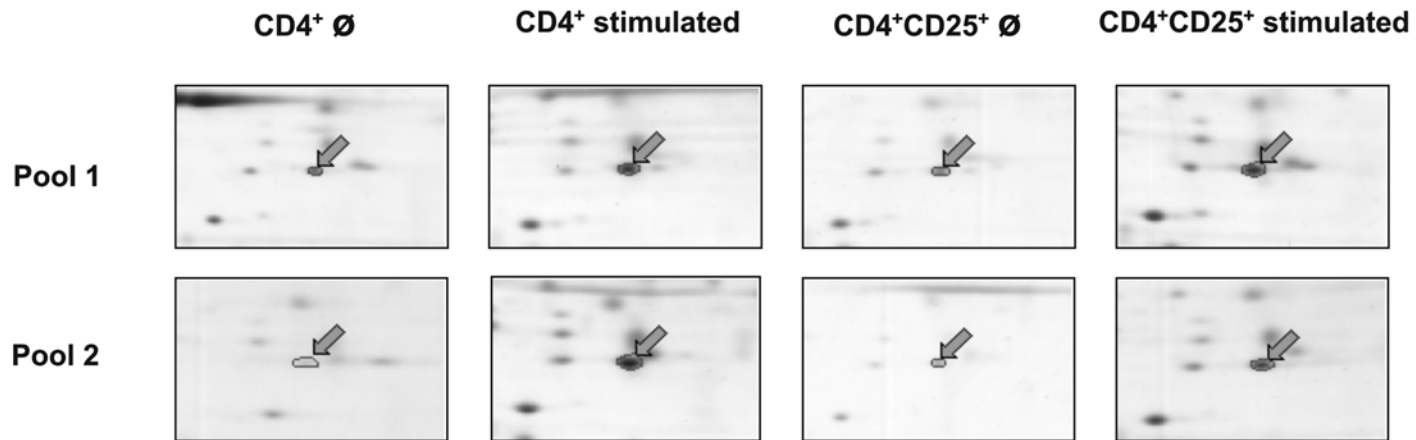 CD4⁺ Ø CD4⁺ stimulated CD4⁺CD25⁺ Ø CD4⁺CD25⁺ stimulated
Pool 1
Pool 2